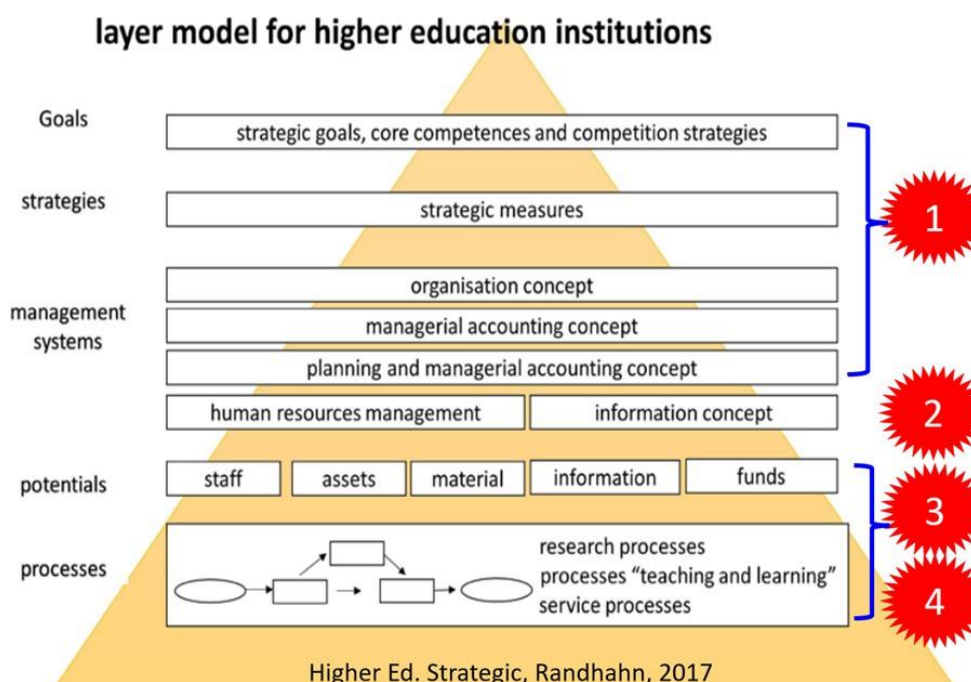 layer model for higher education institutions
Goals
strategic goals, core competences and competition strategies
1
strategies
strategic measures
organisation concept
management
systems
managerial accounting concept
planning and managerial accounting concept
human resources management
information concept
2
potentials
staff
assets
material
information
funds
3
processes
research processes
processes “teaching and learning”
service processes
4
Higher Ed. Strategic, Randhahn, 2017